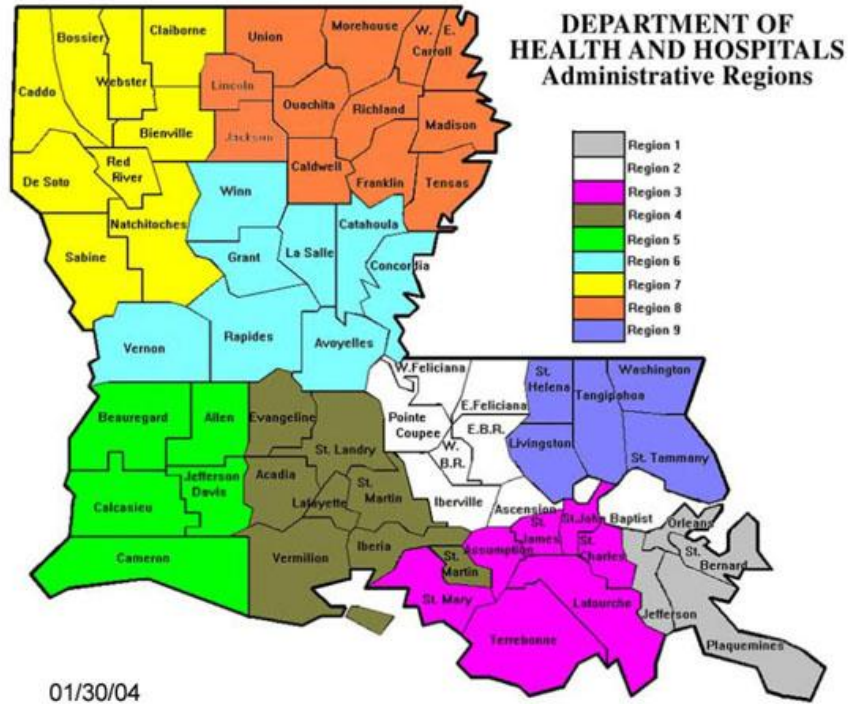 DEPARTMENT OF
HEALTH AND HOSPITALS
Administrative Regions
Region 1
Region 2
Region 3
Region 4
Region 5
Region 6
Region 7
Region 8
Region 9
Caddo
Bossier
Webster
Claiborne
Bienville
De Soto
Red
River
Natchitoches
Sabine
Union
Morehouse
W.
Carroll
E.
Lincoln
Ouachita
Richland
Madison
Jackson
Caldwell
Franklin
Tensas
Winn
Grant
La Salle
Catahoula
Concordia
Vernon
Rapides
Avoyelles
Beauregard
Allen
Calcasieu
Jefferson
Davis
Cameron
Evangeline
St. Landry
Acadia
Lafayette
St.
Martin
Vermilion
Iberia
St.
Martin
W.Feliciana
E.Feliciana
Pointe
Coupee
E.B.R.
W.
B.R.
Iberville
Ascension
St.
Helena
Tangipahoa
Washington
Livingston
St. Tammany
Assumption
St.
James
St.John Baptist
St.
Charles
St. Mary
Terrebonne
Lafourche
Orleans
St.
Bernard
Jefferson
Plaquemines
01/30/04